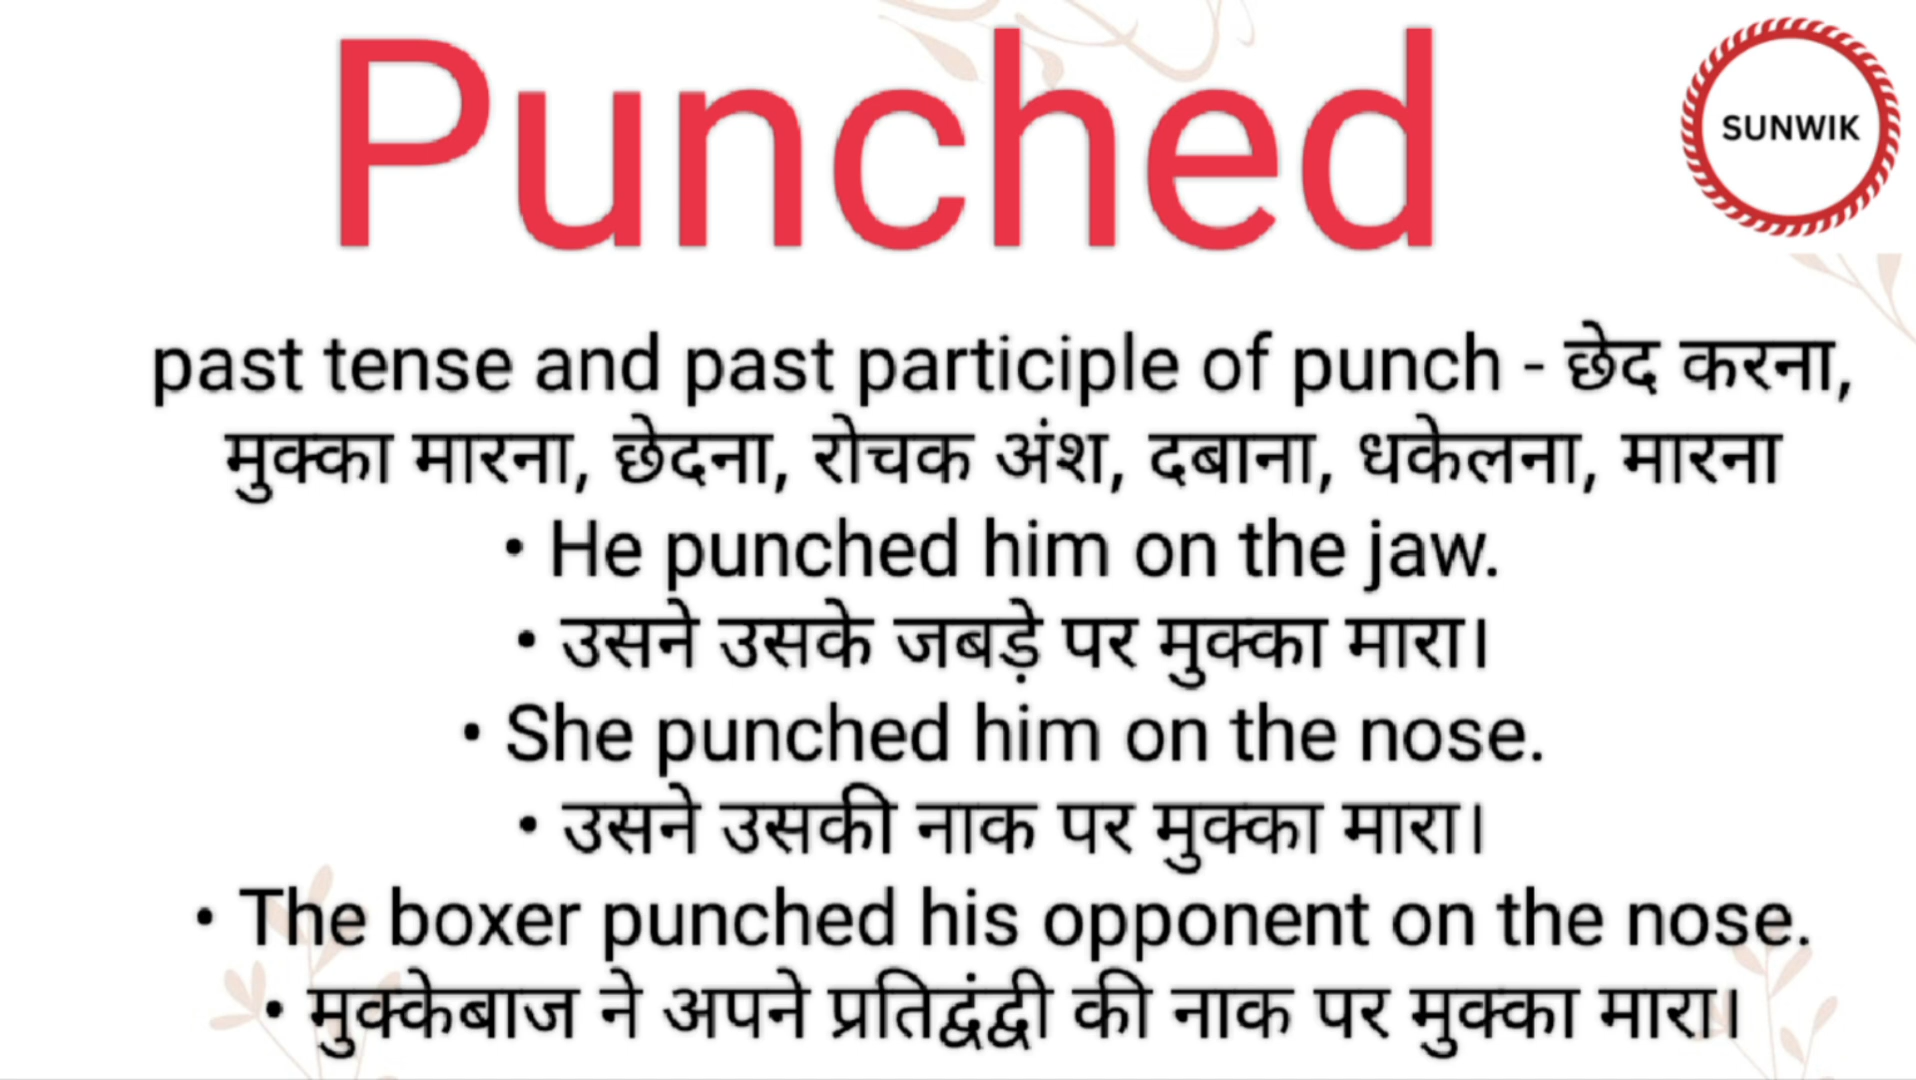 Punched
SUNWIK
past tense and past participle of punch - छेद करना,
मुक्का मारना, छेदना, रोचक अंश, दबाना, धकेलना, मारना
• He punched him on the jaw.
• उसने उसके जबड़े पर मुक्का मारा।
• She punched him on the nose.
• उसने उसकी नाक पर मुक्का मारा।
• The boxer punched his opponent on the nose.
• मुक्केबाज ने अपने प्रतिद्वंद्वी की नाक पर मुक्का मारा।